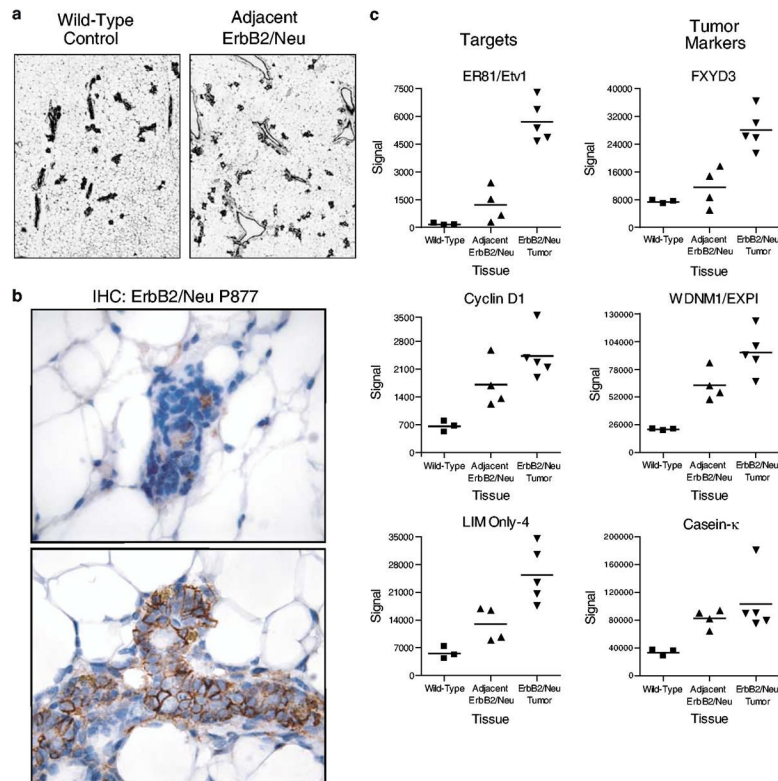 a
Wild-Type
Control
Adjacent
ErbB2/Neu
b
IHC: ErbB2/Neu P877
c
Targets
Tumor
Markers
ER81/Etv1
7500
6000
4500
3000
1500
0
Signal
Wild-Type
Adjacent
ErbB2/Neu
ErbB2/Neu
Tumor
Tissue
FXYD3
40000
32000
24000
16000
8000
0
Signal
Wild-Type
Adjacent
ErbB2/Neu
ErbB2/Neu
Tumor
Tissue
Cyclin D1
3500
2800
2100
1400
700
0
Signal
Wild-Type
Adjacent
ErbB2/Neu
ErbB2/Neu
Tumor
Tissue
WDNM1/EXPI
130000
104000
78000
52000
26000
0
Signal
Wild-Type
Adjacent
ErbB2/Neu
ErbB2/Neu
Tumor
Tissue
LIM Only-4
35000
28000
21000
14000
7000
0
Signal
Wild-Type
Adjacent
ErbB2/Neu
ErbB2/Neu
Tumor
Tissue
Casein-κ
200000
160000
120000
80000
40000
0
Signal
Wild-Type
Adjacent
ErbB2/Neu
ErbB2/Neu
Tumor
Tissue